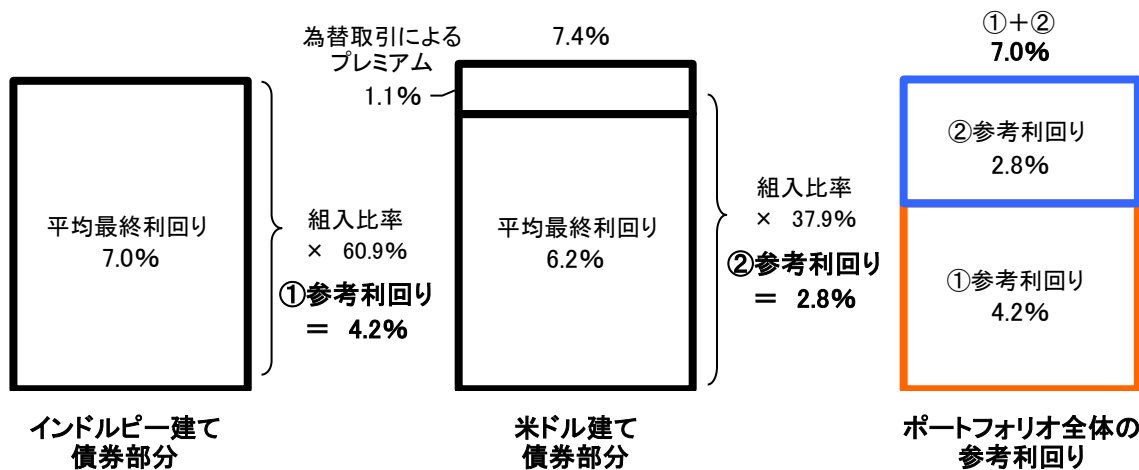 平均最終利回り
7.0%
組入比率
× 60.9%
①参考利回り
= 4.2%
インドルピー建て
債券部分
為替取引による
プレミアム
1.1%
7.4%
平均最終利回り
6.2%
組入比率
× 37.9%
②参考利回り
= 2.8%
米ドル建て
債券部分
①+②
7.0%
②参考利回り
2.8%
①参考利回り
4.2%
ポートフォリオ全体の
参考利回り